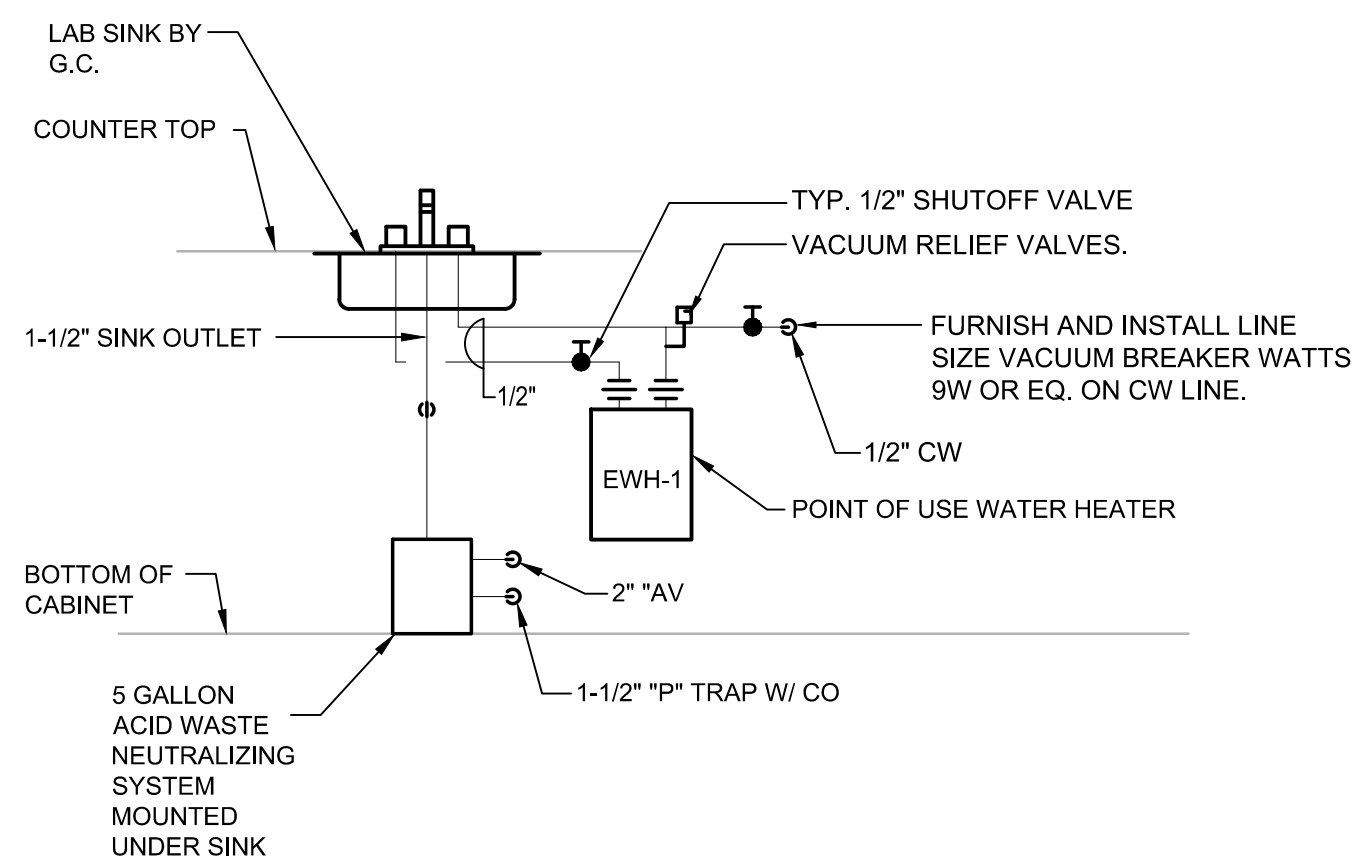 LAB SINK BY
G.C.
COUNTER TOP
TYP. 1/2" SHUTOFF VALVE
VACUUM RELIEF VALVES.
1-1/2" SINK OUTLET
FURNISH AND INSTALL LINE
SIZE VACUUM BREAKER WATTS
9W OR EQ. ON CW LINE.
1/2"
1/2" CW
EWH-1
POINT OF USE WATER HEATER
BOTTOM OF
CABINET
2" "AV
1-1/2" "P" TRAP W/ CO
5 GALLON
ACID WASTE
NEUTRALIZING
SYSTEM
MOUNTED
UNDER SINK